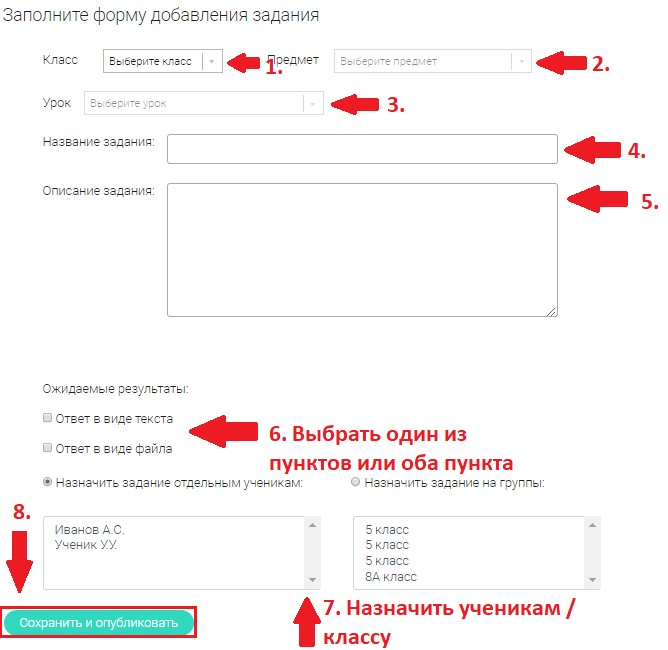 Заполните форму добавления задания
Класс Выберите класс 1. Предмет Выберите предмет 2.
Урок Выберите урок 3.
Название задания: 4.
Описание задания: 5.
Ожидаемые результаты:
Ответ в виде текста
6. Выбрать один из
Ответ в виде файла
пунктов или оба пункта
Назначить задание отдельным ученикам: Назначить задание на группы:
8.
Иванов А.С.
Ученик У.У.
5 класс
5 класс
5 класс
8А класс
7. Назначить ученикам /
классу
Сохранить и опубликовать